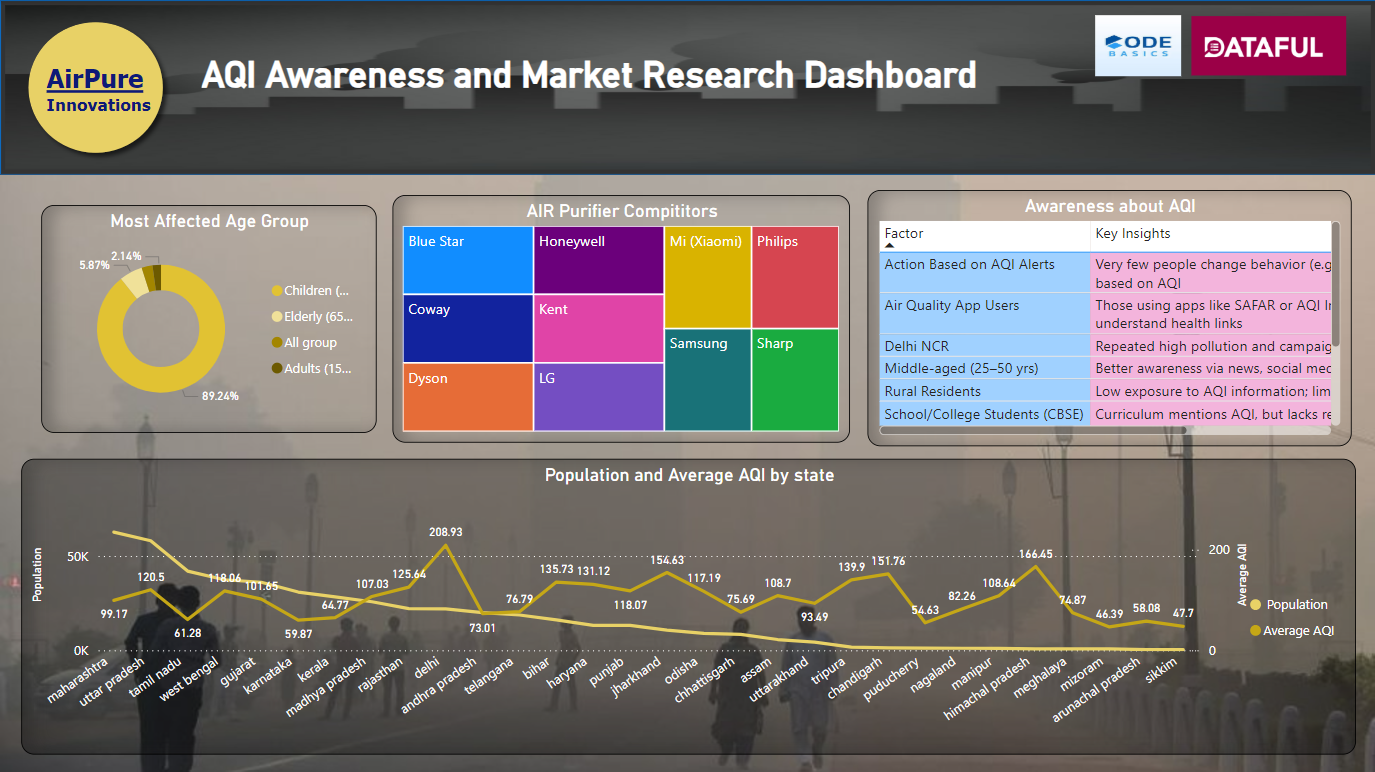 AirPure
Innovations
AQI Awareness and Market Research Dashboard
CODE
BASICS
DATAFUL
Most Affected Age Group
2.14%
5.87%
89.24%
Children (...
Elderly (65...
All group
Adults (15...
AIR Purifier Compititors
Blue Star
Honeywell
Mi (Xiaomi)
Philips
Coway
Kent
Samsung
Sharp
Dyson
LG
Awareness about AQI
Factor Key Insights
Action Based on AQI Alerts Very few people change behavior (e.g
based on AQI
Air Quality App Users Those using apps like SAFAR or AQI I
understand health links
Delhi NCR Repeated high pollution and campaig
Middle-aged (25–50 yrs) Better awareness via news, social med
Rural Residents Low exposure to AQI information; lim
School/College Students (CBSE) Curriculum mentions AQI, but lacks re
Population and Average AQI by state
Population
50K
0K
99.17
120.5
61.28
118.06
101.65
59.87
64.77
107.03
125.64
208.93
73.01
76.79
135.73
131.12
118.07
154.63
117.19
75.69
108.7
93.49
139.9
151.76
54.63
82.26
108.64
166.45
74.87
46.39
58.08
47.7
200
0
Average AQI
Population
Average AQI
maharashtra
uttar pradesh
tamil nadu
west bengal
gujarat
karnataka
kerala
madhya pradesh
rajasthan
delhi
andhra pradesh
telangana
bihar
haryana
punjab
jharkhand
odisha
chhattisgarh
assam
uttarakhand
tripura
chandigarh
puducherry
nagaland
manipur
himachal pradesh
meghalaya
mizoram
arunachal pradesh
sikkim